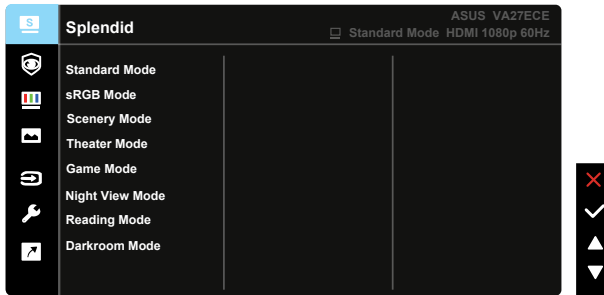 S
Splendid
ASUS VA27ECE
Standard Mode HDMI 1080p 60Hz
Standard Mode
sRGB Mode
Scenery Mode
Theater Mode
Game Mode
Night View Mode
Reading Mode
Darkroom Mode